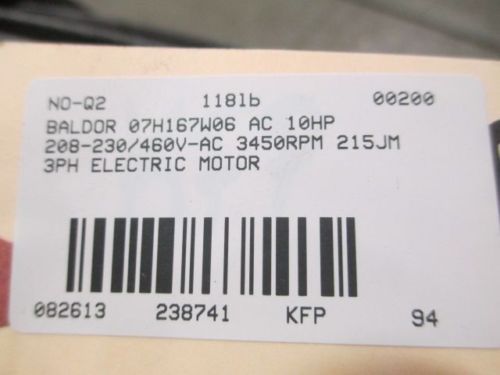 NO-Q2 118lb 00200
BALDOR 07H167W06 AC 10HP
208-230/460V-AC 3450RPM 215JM
3PH ELECTRIC MOTOR
082613 238741 KFP 94